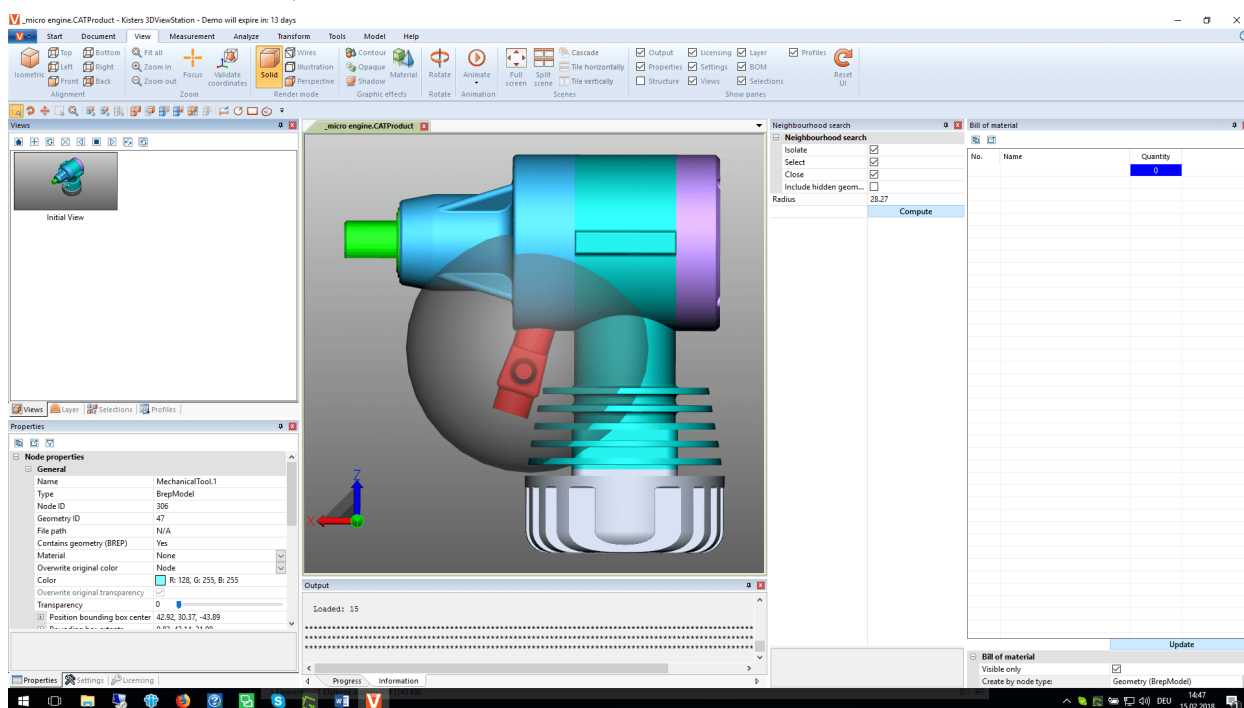 _micro engine.CATProduct - Kisters 3DViewStation - Demo will expire in: 13 days
Start Document View Measurement Analyze Transform Tools Model Help
Top Bottom Fit all Wires Contour Cascade Output Licensing Layer Profiles
Left Right Zoom in Illustration Opaque Tile horizontally Properties Settings BOM
Front Back Zoom out Perspective Shadow Tile vertically Structure Views Selections
Isometric Focus Validate coordinates Solid Material Rotate Animate Full screen Split scene Reset UI
Alignment Zoom Render mode Graphic effects Rotate Animation Scenes Show panes
Views
Initial View
Views Layer Selections Profiles
Properties
Node properties
General
Name MechanicalTool.1
Type BrepModel
Node ID 306
Geometry ID 47
File path N/A
Contains geometry (BREP) Yes
Material None
Overwrite original color Node
Color R: 128, G: 255, B: 255
Overwrite original transparency
Transparency 0
Position bounding box center 42.92, 30.37, -43.89
Properties Settings Licensing
_micro engine.CATProduct
Z
X
Output
Loaded: 15
Progress Information
Neighbourhood search
Neighbourhood search
Isolate
Select
Close
Include hidden geom...
Radius 28.27
Compute
Bill of material
No. Name Quantity
0
Update
Bill of material
Visible only
Create by node type: Geometry (BrepModel)
DEU
14:47
15.02.2018